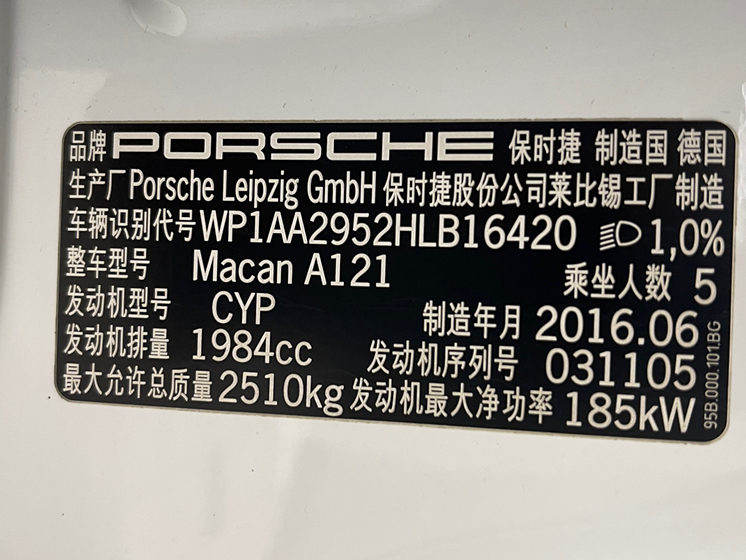 品牌 PORSCHE 保时捷 制造国 德国
生产厂 Porsche Leipzig GmbH 保时捷股份公司莱比锡工厂制造
车辆识别代号 WP1AA2952HLB16420 1,0%
整车型号 Macan A121 乘坐人数 5
发动机型号 CYP 制造年月 2016.06
发动机排量 1984cc 发动机序列号 031105
最大允许总质量 2510kg 发动机最大净功率 185kW
95B.000.101.BG